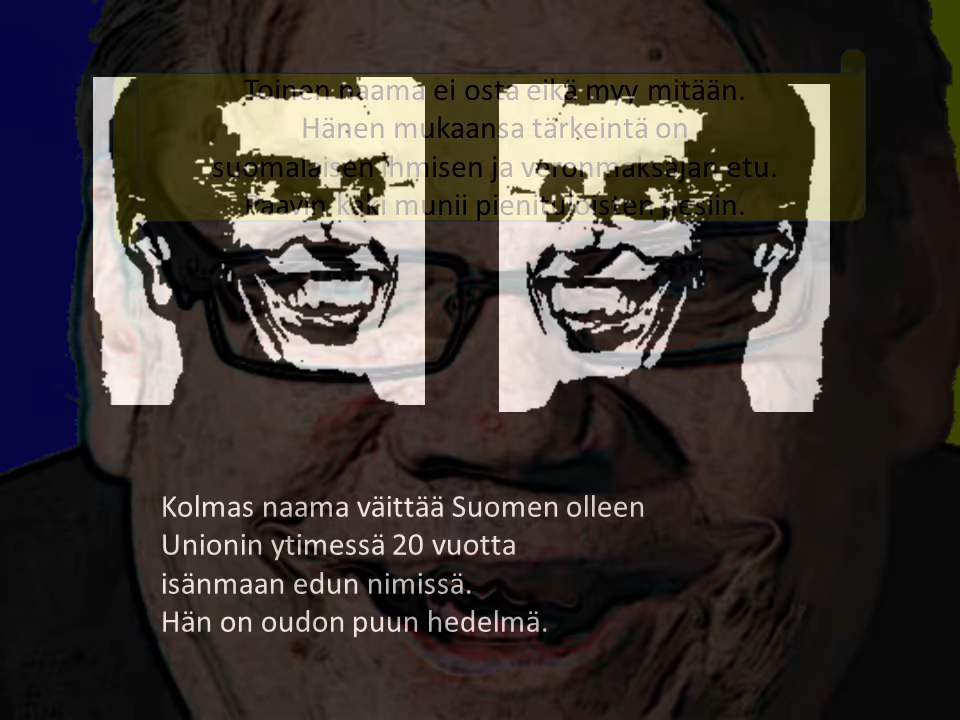 Toinen naama ei osta eikä myy mitään.
Hänen mukaansa tärkeintä on
suomalaisen ihmisen ja veronmaksajan etu.
munii pienituloisten pesiin.
Kolmas naama väittää Suomen olleen
Unionin ytimessä 20 vuotta
isänmaan edun nimissä.
Hän on oudon puun hedelmä.